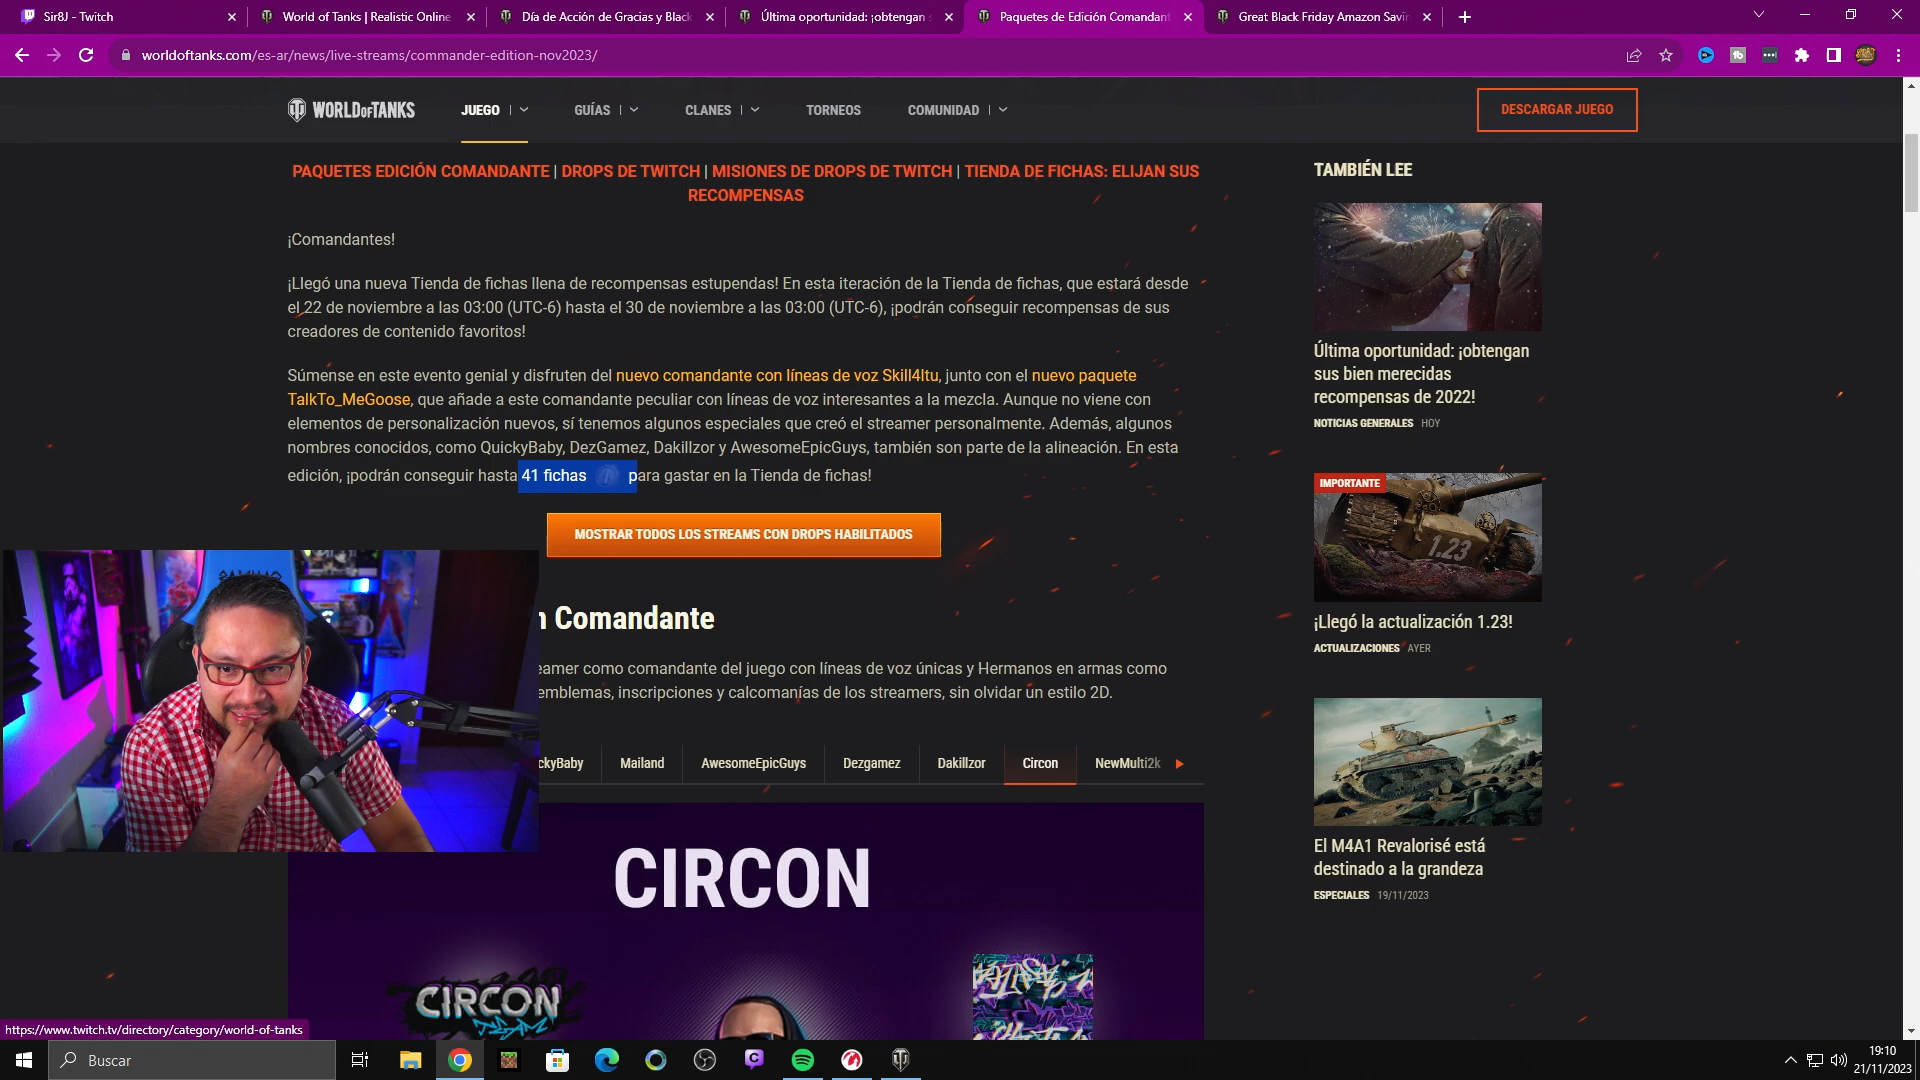 Sir8J - Twitch
World of Tanks | Realistic Online
Día de Acción de Gracias y Black
Última oportunidad: ¡obtengan s
Paquetes de Edición Comandant
Great Black Friday Amazon Savin
worldoftanks.com/es-ar/news/live-streams/commander-edition-nov2023/
WORLD OF TANKS
JUEGO
GUÍAS
CLANES
TORNEOS
COMUNIDAD
DESCARGAR JUEGO
PAQUETES EDICIÓN COMANDANTE | DROPS DE TWITCH | MISIONES DE DROPS DE TWITCH | TIENDA DE FICHAS: ELIJAN SUS
RECOMPENSAS
¡Comandantes!
¡Llegó una nueva Tienda de fichas llena de recompensas estupendas! En esta iteración de la Tienda de fichas, que estará desde
el 22 de noviembre a las 03:00 (UTC-6) hasta el 30 de noviembre a las 03:00 (UTC-6), ¡podrán conseguir recompensas de sus
creadores de contenido favoritos!
Súmense en este evento genial y disfruten del nuevo comandante con líneas de voz Skill4ltu, junto con el nuevo paquete
TalkTo_MeGoose, que añade a este comandante peculiar con líneas de voz interesantes a la mezcla. Aunque no viene con
elementos de personalización nuevos, sí tenemos algunos especiales que creó el streamer personalmente. Además, algunos
nombres conocidos, como QuickyBaby, DezGamez, Dakillzor y AwesomeEpicGuys, también son parte de la alineación. En esta
edición, ¡podrán conseguir hasta 41 fichas para gastar en la Tienda de fichas!
MOSTRAR TODOS LOS STREAMS CON DROPS HABILITADOS
n Comandante
eamer como comandante del juego con líneas de voz únicas y Hermanos en armas como
emblemas, inscripciones y calcomanías de los streamers, sin olvidar un estilo 2D.
ckyBaby
Mailand
AwesomeEpicGuys
Dezgamez
Dakillzor
Circon
NewMulti2k
CIRCON
CIRCON
TEAM
TAMBIÉN LEE
Última oportunidad: ¡obtengan
sus bien merecidas
recompensas de 2022!
NOTICIAS GENERALES HOY
IMPORTANTE
1.23
¡Llegó la actualización 1.23!
ACTUALIZACIONES AYER
El M4A1 Revalorisé está
destinado a la grandeza
ESPECIALES 19/11/2023
https://www.twitch.tv/directory/category/world-of-tanks
Buscar
19:10
21/11/2023